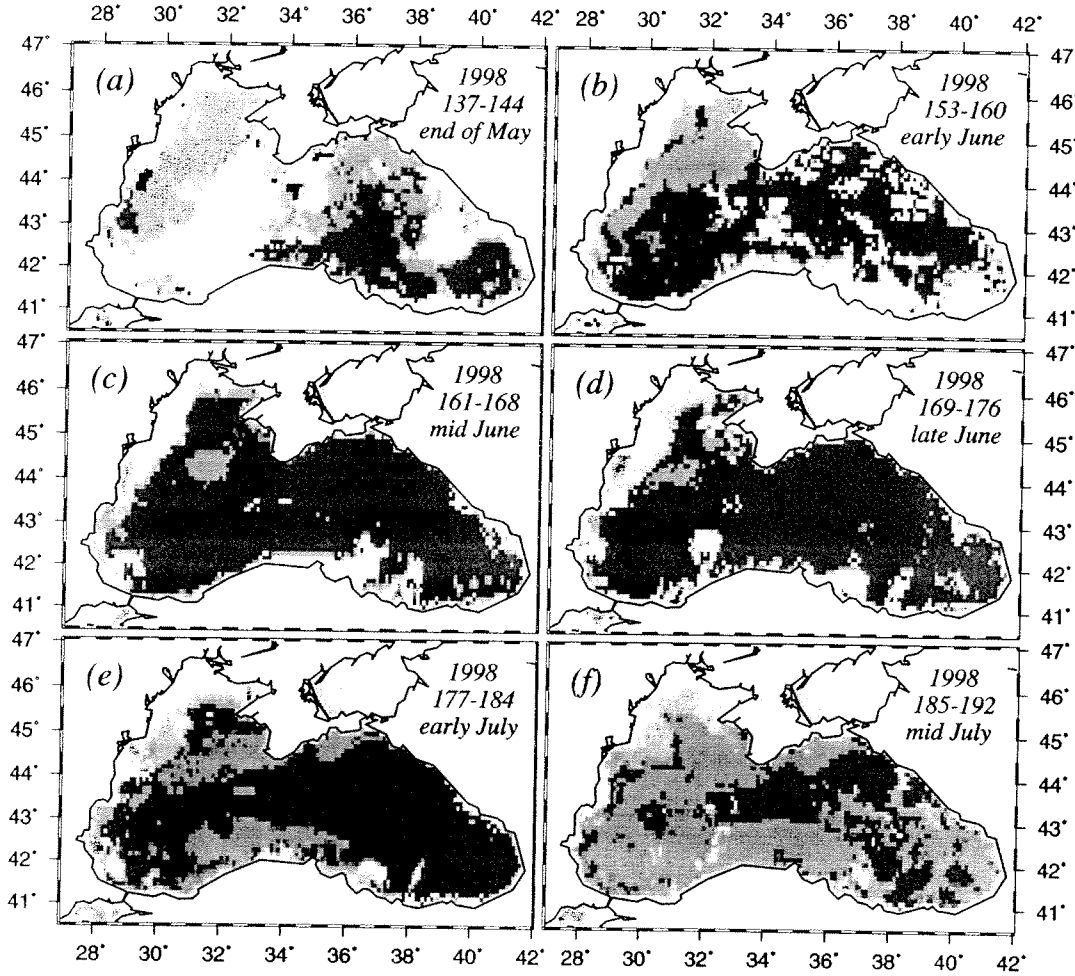 28° 30° 32° 34° 36° 38° 40° 42° 28° 30° 32° 34° 36° 38° 40° 42°
47° 47°
46° 46°
45° 45°
44° 44°
43° 43°
42° 42°
41° 41°
(a)
1998
137-144
end of May
(b)
1998
153-160
early June
47° 47°
46° 46°
45° 45°
44° 44°
43° 43°
42° 42°
41° 41°
(c)
1998
161-168
mid June
(d)
1998
169-176
late June
47° 47°
46° 46°
45° 45°
44° 44°
43° 43°
42° 42°
41° 41°
(e)
1998
177-184
early July
(f)
1998
185-192
mid July
28° 30° 32° 34° 36° 38° 40° 42° 28° 30° 32° 34° 36° 38° 40° 42°